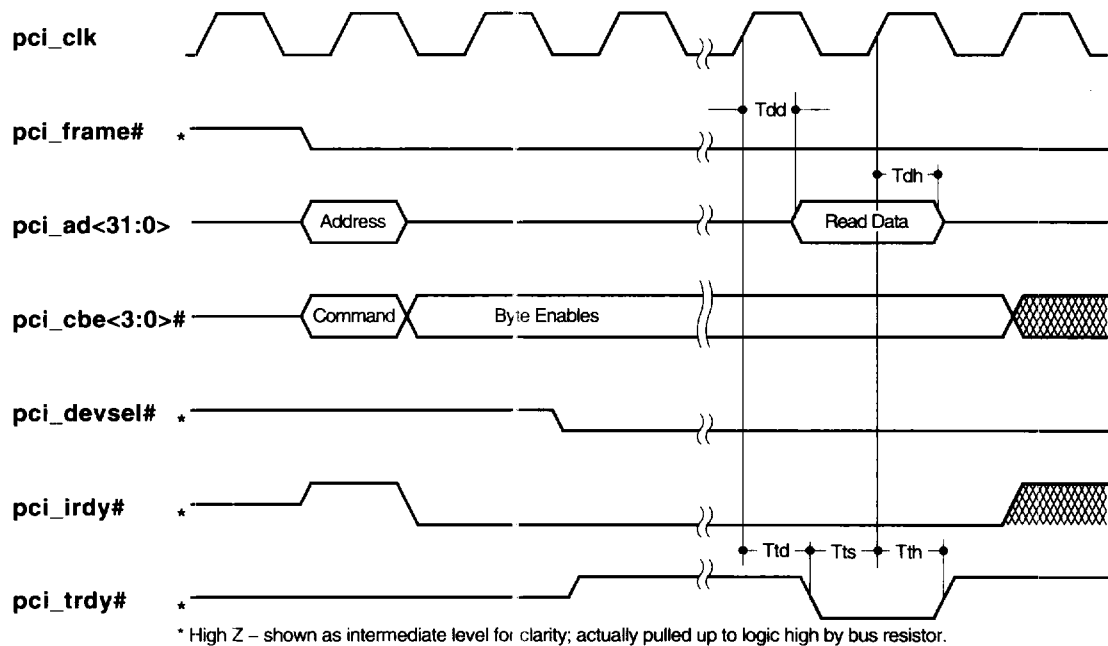 pci_clk
Tdd
pci_frame# *
Tdh
pci_ad<31:0> Address Read Data
pci_cbe<3:0># Command Byte Enables
pci_devsel# *
pci_irdy# *
Ttd Tts Tth
pci_trdy# *
* High Z – shown as intermediate level for clarity; actually pulled up to logic high by bus resistor.